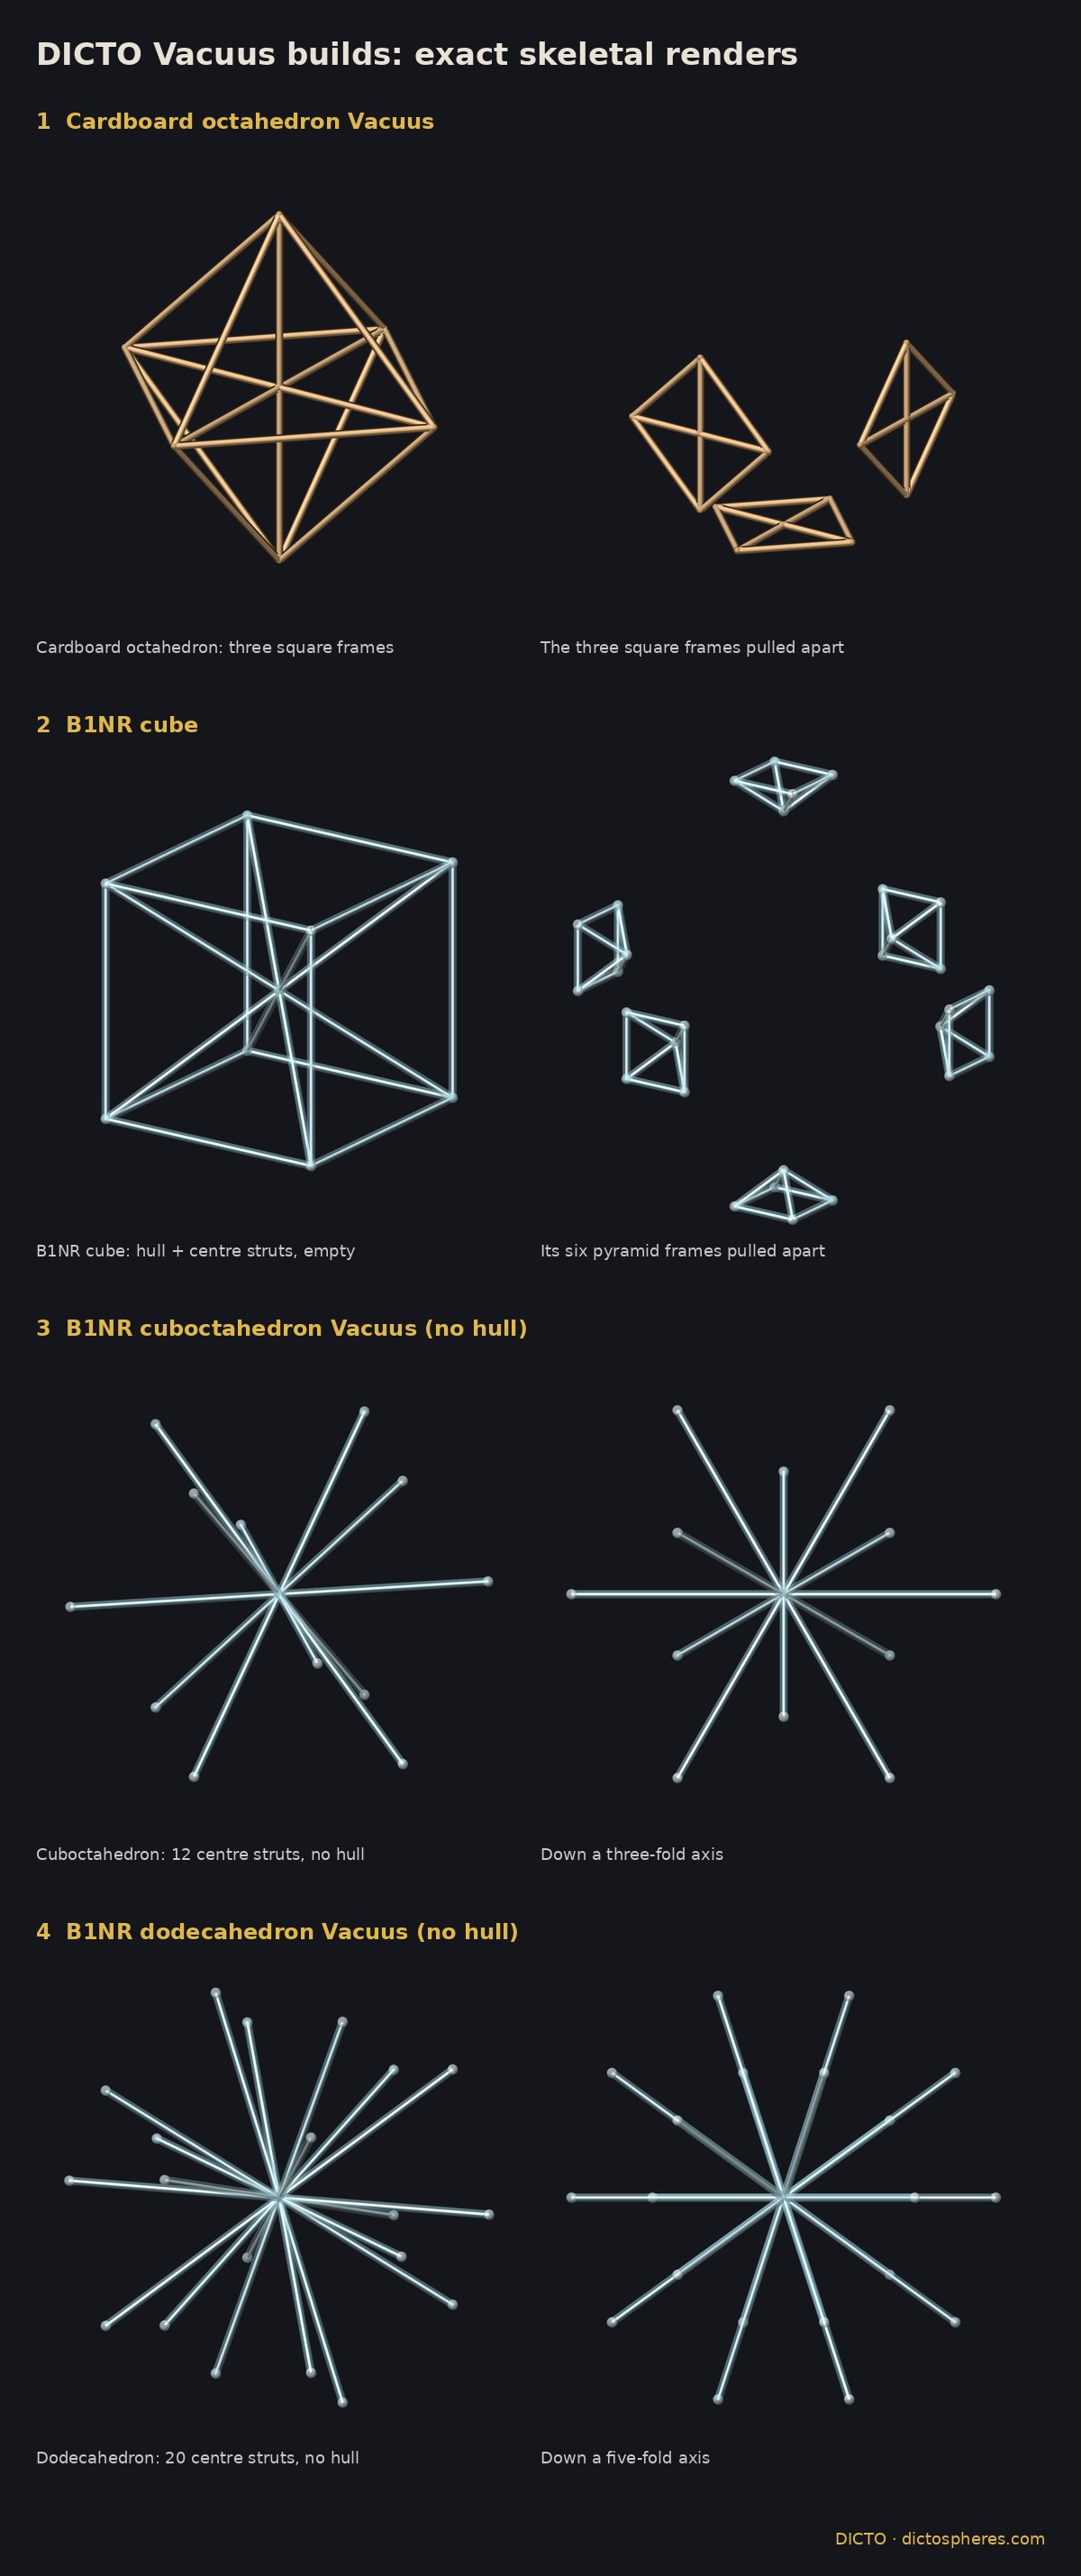 DICTO Vacuus builds: exact skeletal renders
1 Cardboard octahedron Vacuus
Cardboard octahedron: three square frames
The three square frames pulled apart
2 B1NR cube
B1NR cube: hull + centre struts, empty
Its six pyramid frames pulled apart
3 B1NR cuboctahedron Vacuus (no hull)
Cuboctahedron: 12 centre struts, no hull
Down a three-fold axis
4 B1NR dodecahedron Vacuus (no hull)
Dodecahedron: 20 centre struts, no hull
Down a five-fold axis
DICTO · dictospheres.com